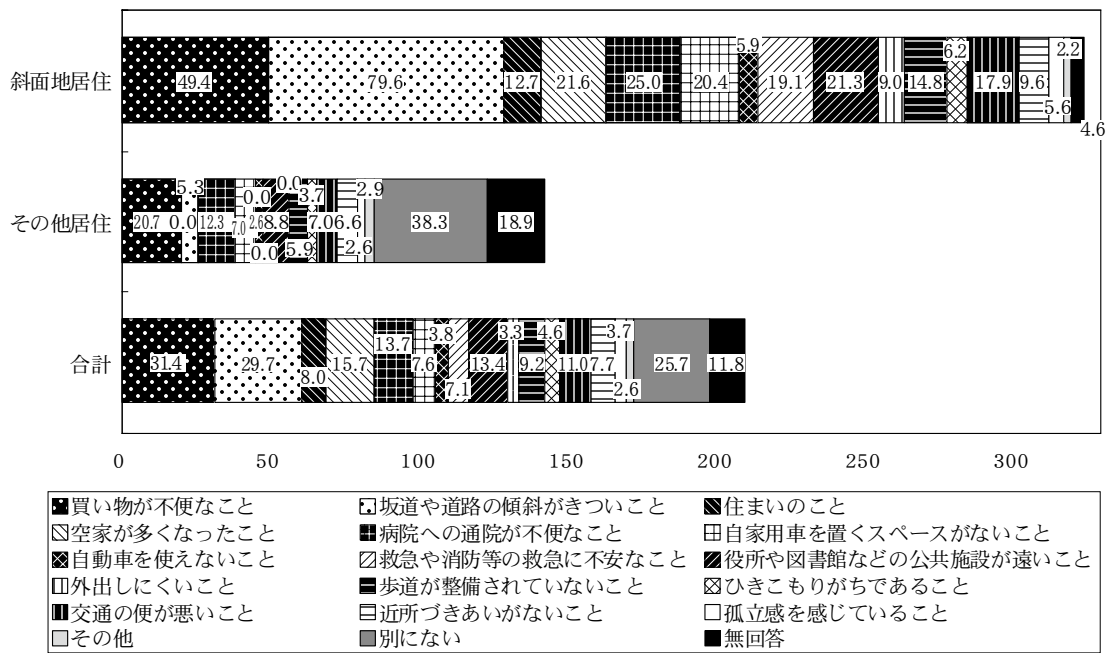 斜面地居住 49.4 79.6 12.7 21.6 25.0 20.4 5.9 19.1 21.3 9.0 14.8 6.2 17.9 9.6 5.6 2.2 4.6
その他居住 20.7 0.0 5.3 12.3 7.0 0.0 0.0 2.6 8.8 0.0 5.9 3.7 7.0 6.6 2.6 2.9 38.3 18.9
合計 31.4 29.7 8.0 15.7 13.7 7.6 3.8 7.1 13.4 3.3 9.2 4.6 11.0 7.7 2.6 3.7 25.7 11.8
0 50 100 150 200 250 300
買い物が不便なこと 坂道や道路の傾斜がきついこと 住まいのこと
空家が多くなったこと 病院への通院が不便なこと 自家用車を置くスペースがないこと
自動車を使えないこと 救急や消防等の救急に不安なこと 役所や図書館などの公共施設が遠いこと
外出しにくいこと 歩道が整備されていないこと ひきこもりがちであること
交通の便が悪いこと 近所づきあいがないこと 孤立感を感じていること
その他 別にない 無回答